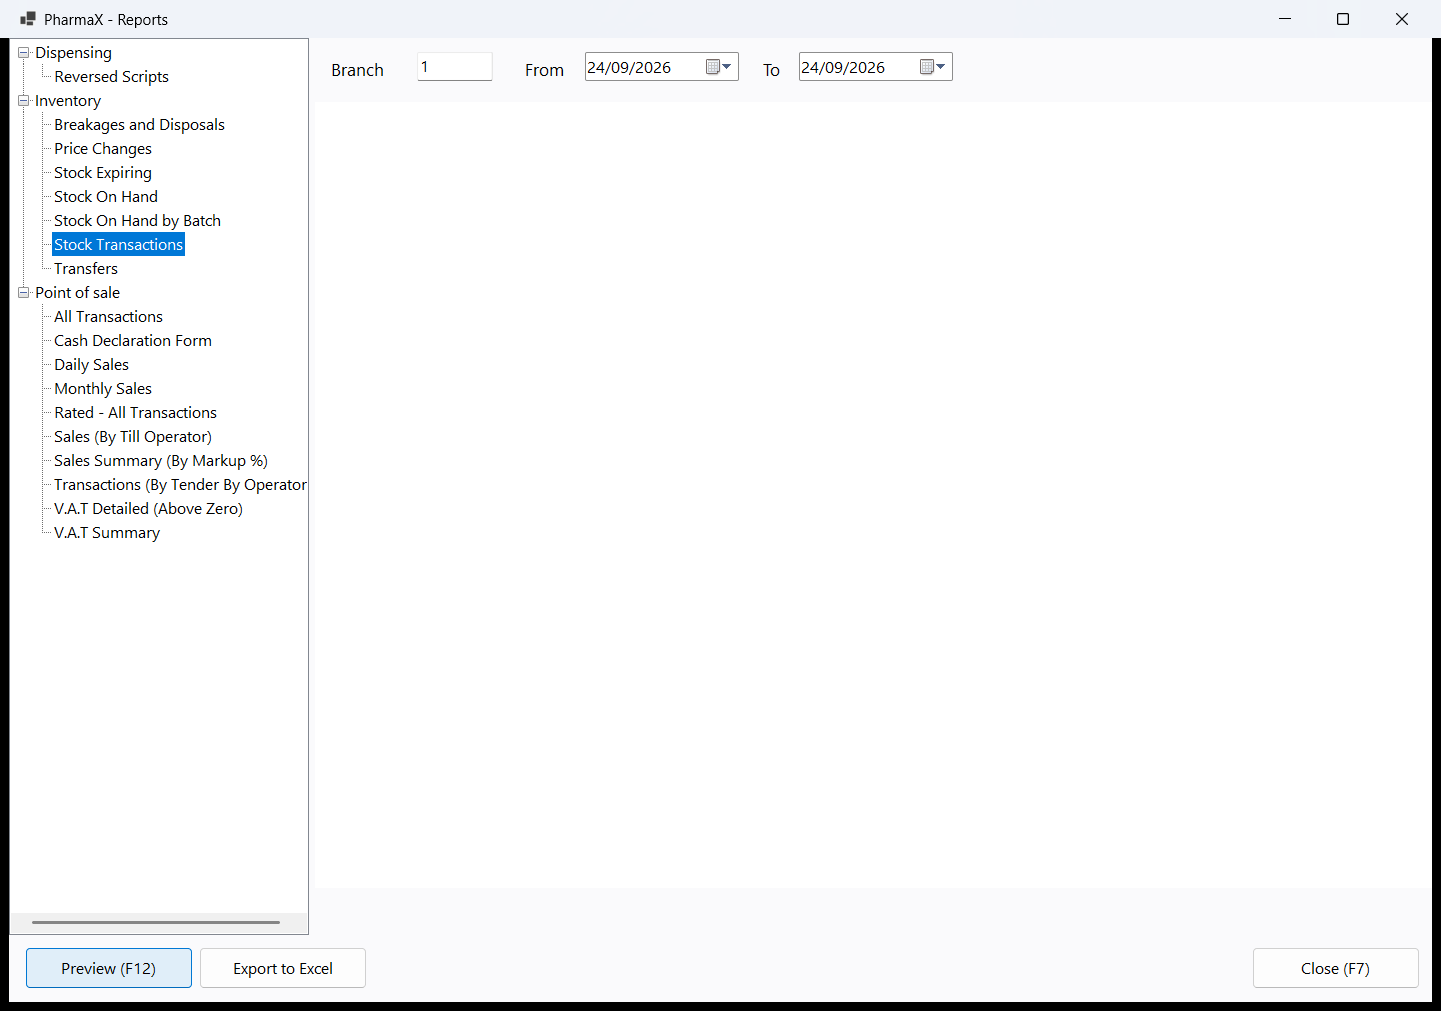 PharmaX - Reports
Branch 1 From 24/09/2026 To 24/09/2026
Dispensing
Reversed Scripts
Inventory
Breakages and Disposals
Price Changes
Stock Expiring
Stock On Hand
Stock On Hand by Batch
Stock Transactions
Transfers
Point of sale
All Transactions
Cash Declaration Form
Daily Sales
Monthly Sales
Rated - All Transactions
Sales (By Till Operator)
Sales Summary (By Markup %)
Transactions (By Tender By Operator
V.A.T Detailed (Above Zero)
V.A.T Summary
Preview (F12) Export to Excel Close (F7)